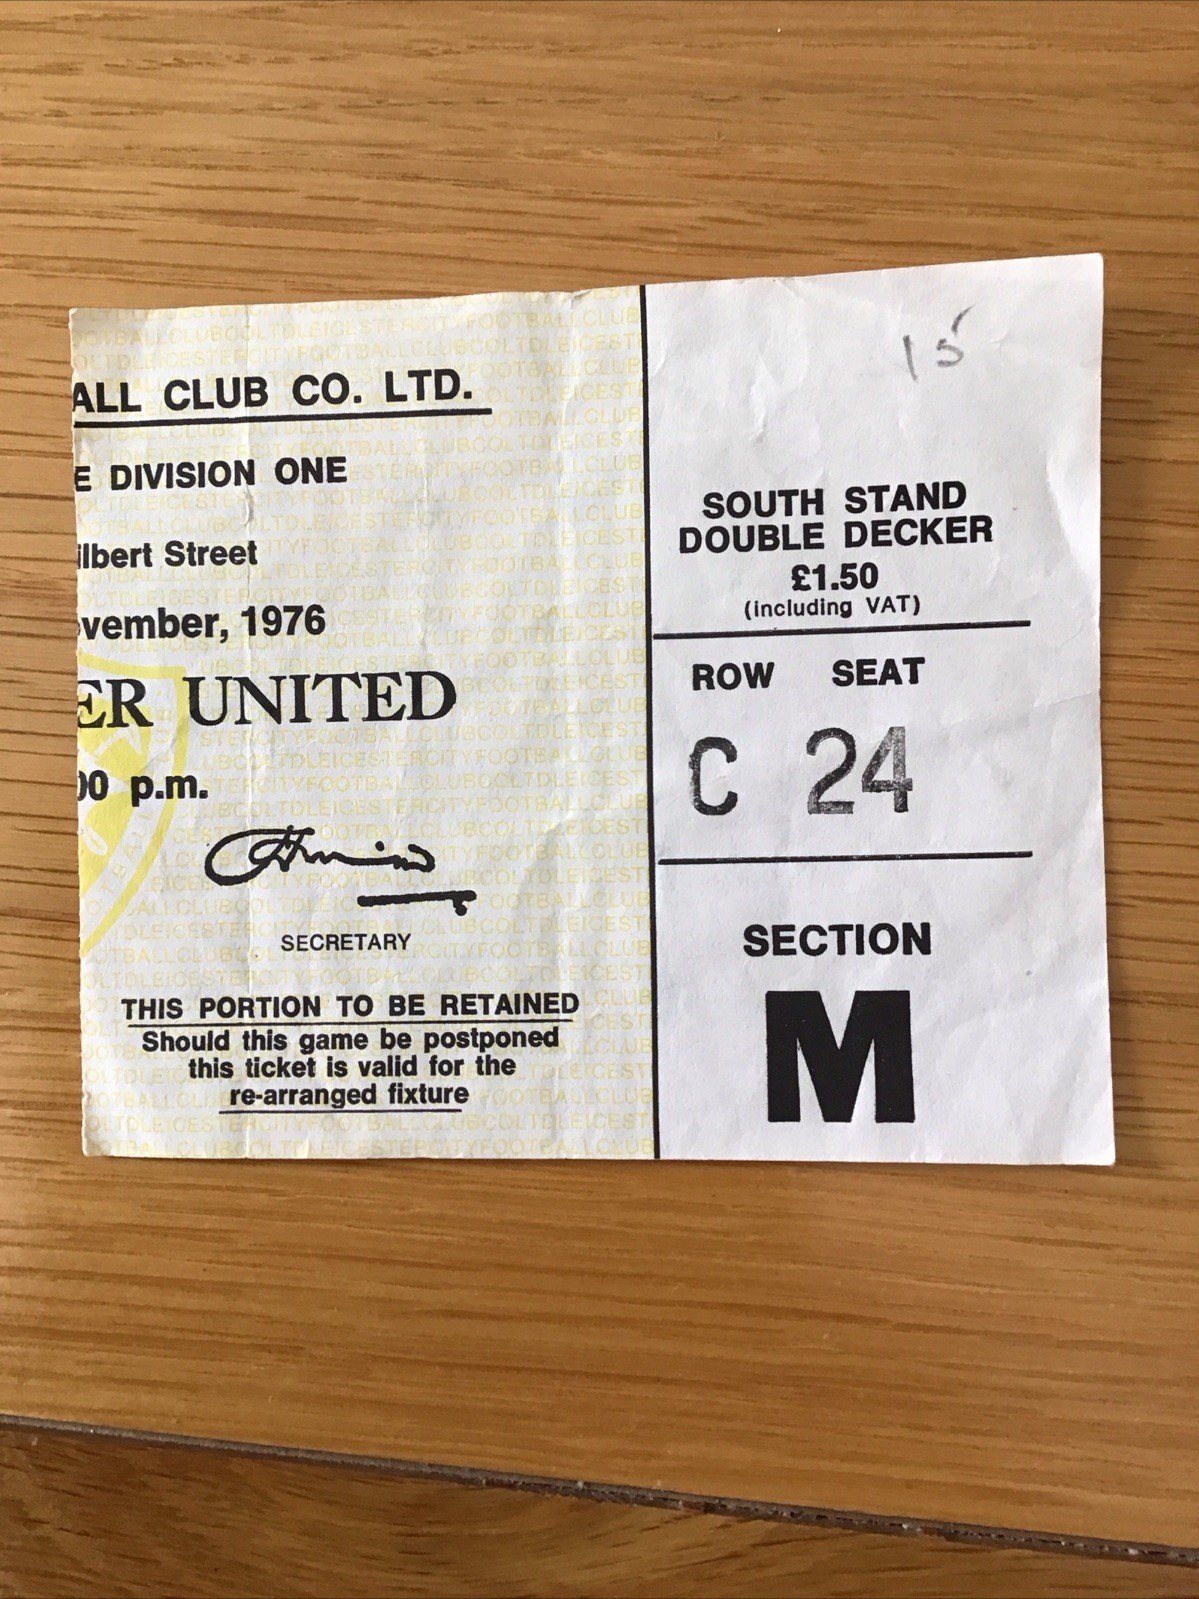 ALL CLUB CO. LTD.
E DIVISION ONE
ilbert Street
vember, 1976
ER UNITED
00 p.m.
SECRETARY
THIS PORTION TO BE RETAINED
Should this game be postponed
this ticket is valid for the
re-arranged fixture
15
SOUTH STAND
DOUBLE DECKER
£1.50
(including VAT)
ROW SEAT
C 24
SECTION
M